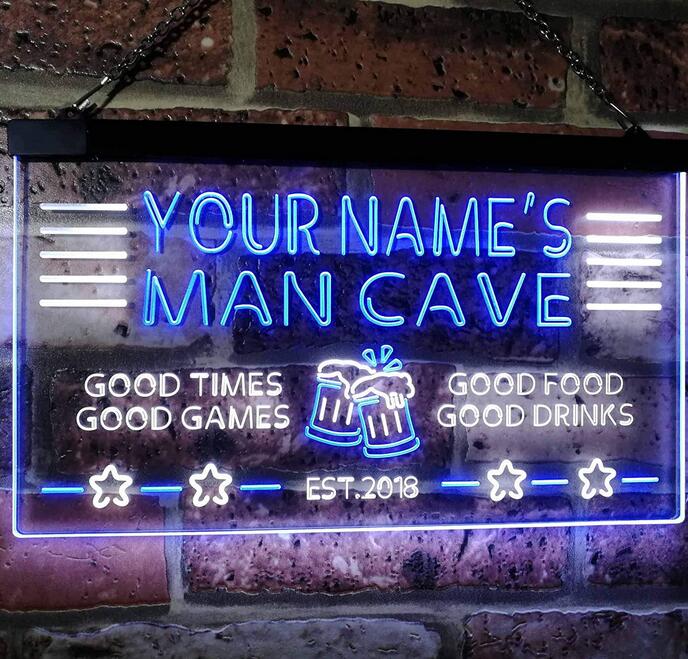 YOUR NAME'S
MAN CAVE
GOOD TIMES
GOOD GAMES
GOOD FOOD
GOOD DRINKS
EST.2018